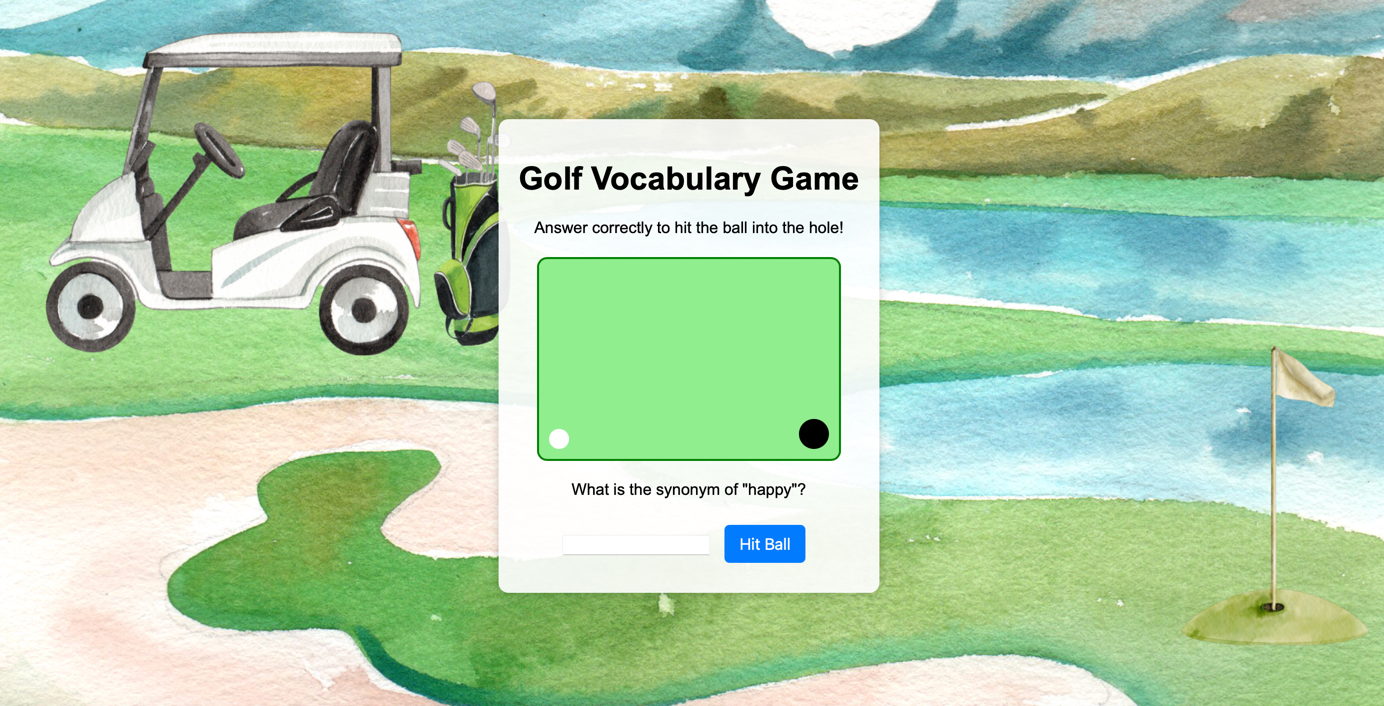 Golf Vocabulary Game
Answer correctly to hit the ball into the hole!
What is the synonym of "happy"?
Hit Ball